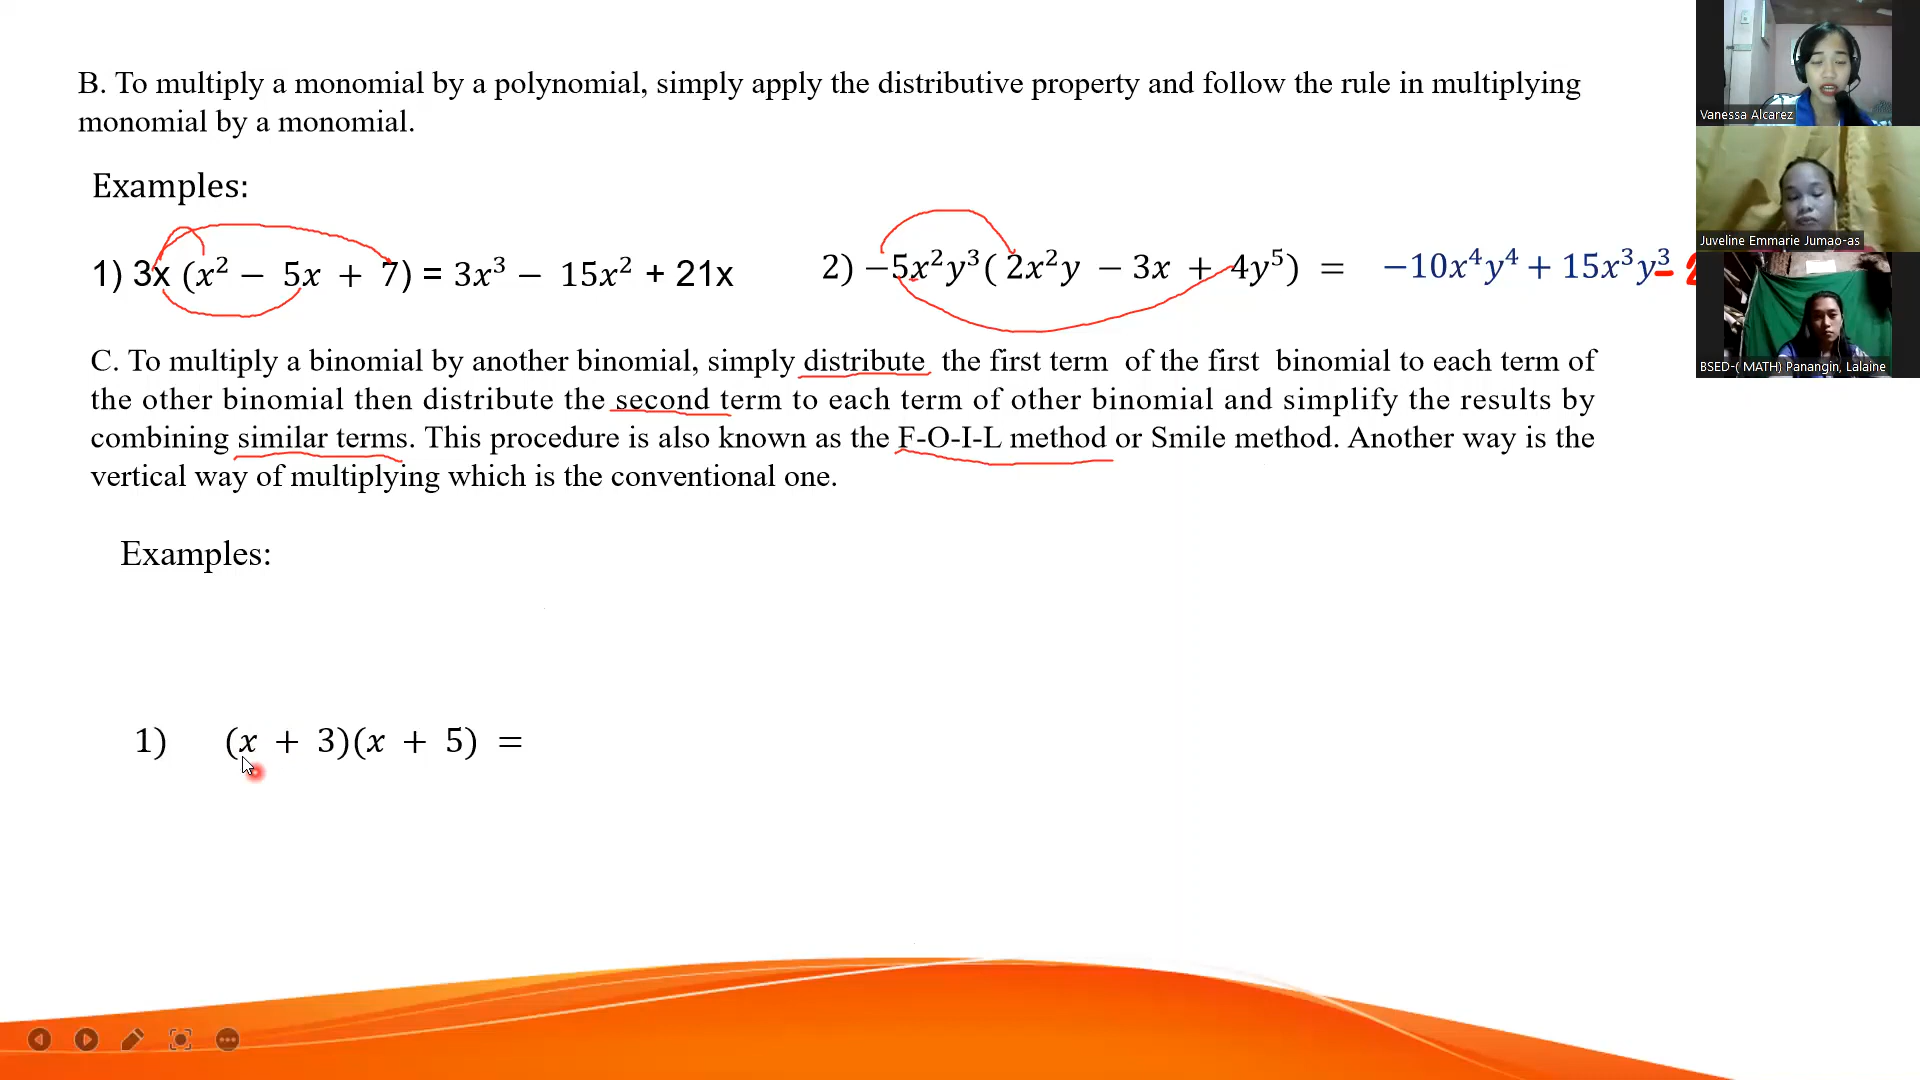 B. To multiply a monomial by a polynomial, simply apply the distributive property and follow the rule in multiplying
monomial by a monomial.
Examples:
1) 3x (x² − 5x + 7) = 3x³ − 15x² + 21x
2) −5x²y³( 2x²y − 3x + 4y⁵) = −10x⁴y⁴ + 15x³y³ −
C. To multiply a binomial by another binomial, simply distribute the first term of the first binomial to each term of
the other binomial then distribute the second term to each term of other binomial and simplify the results by
combining similar terms. This procedure is also known as the F-O-I-L method or Smile method. Another way is the
vertical way of multiplying which is the conventional one.
Examples:
1) (x + 3)(x + 5) =
Vanessa Alcarez
Juveline Emmarie Jumao-as
BSED-( MATH) Panangin, Lalaine